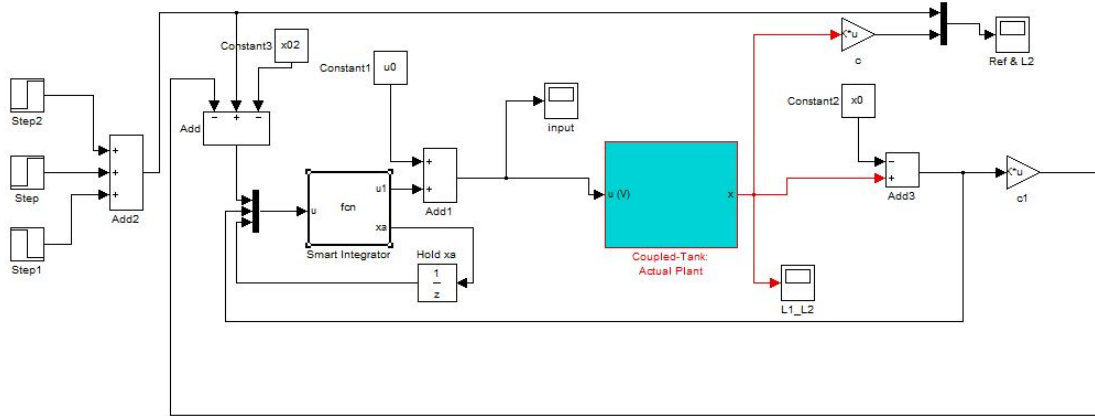 Constant3
x02
Constant1
u0
K*u
c
Ref & L2
Step2
−
+
−
Add
input
Constant2
x0
Step
+
+
+
Add2
u
fcn
u1
xa
Smart Integrator
+
+
Add1
u (V)
x
Coupled-Tank:
Actual Plant
−
+
Add3
K*u
c1
Step1
Hold xa
1
z
L1_L2